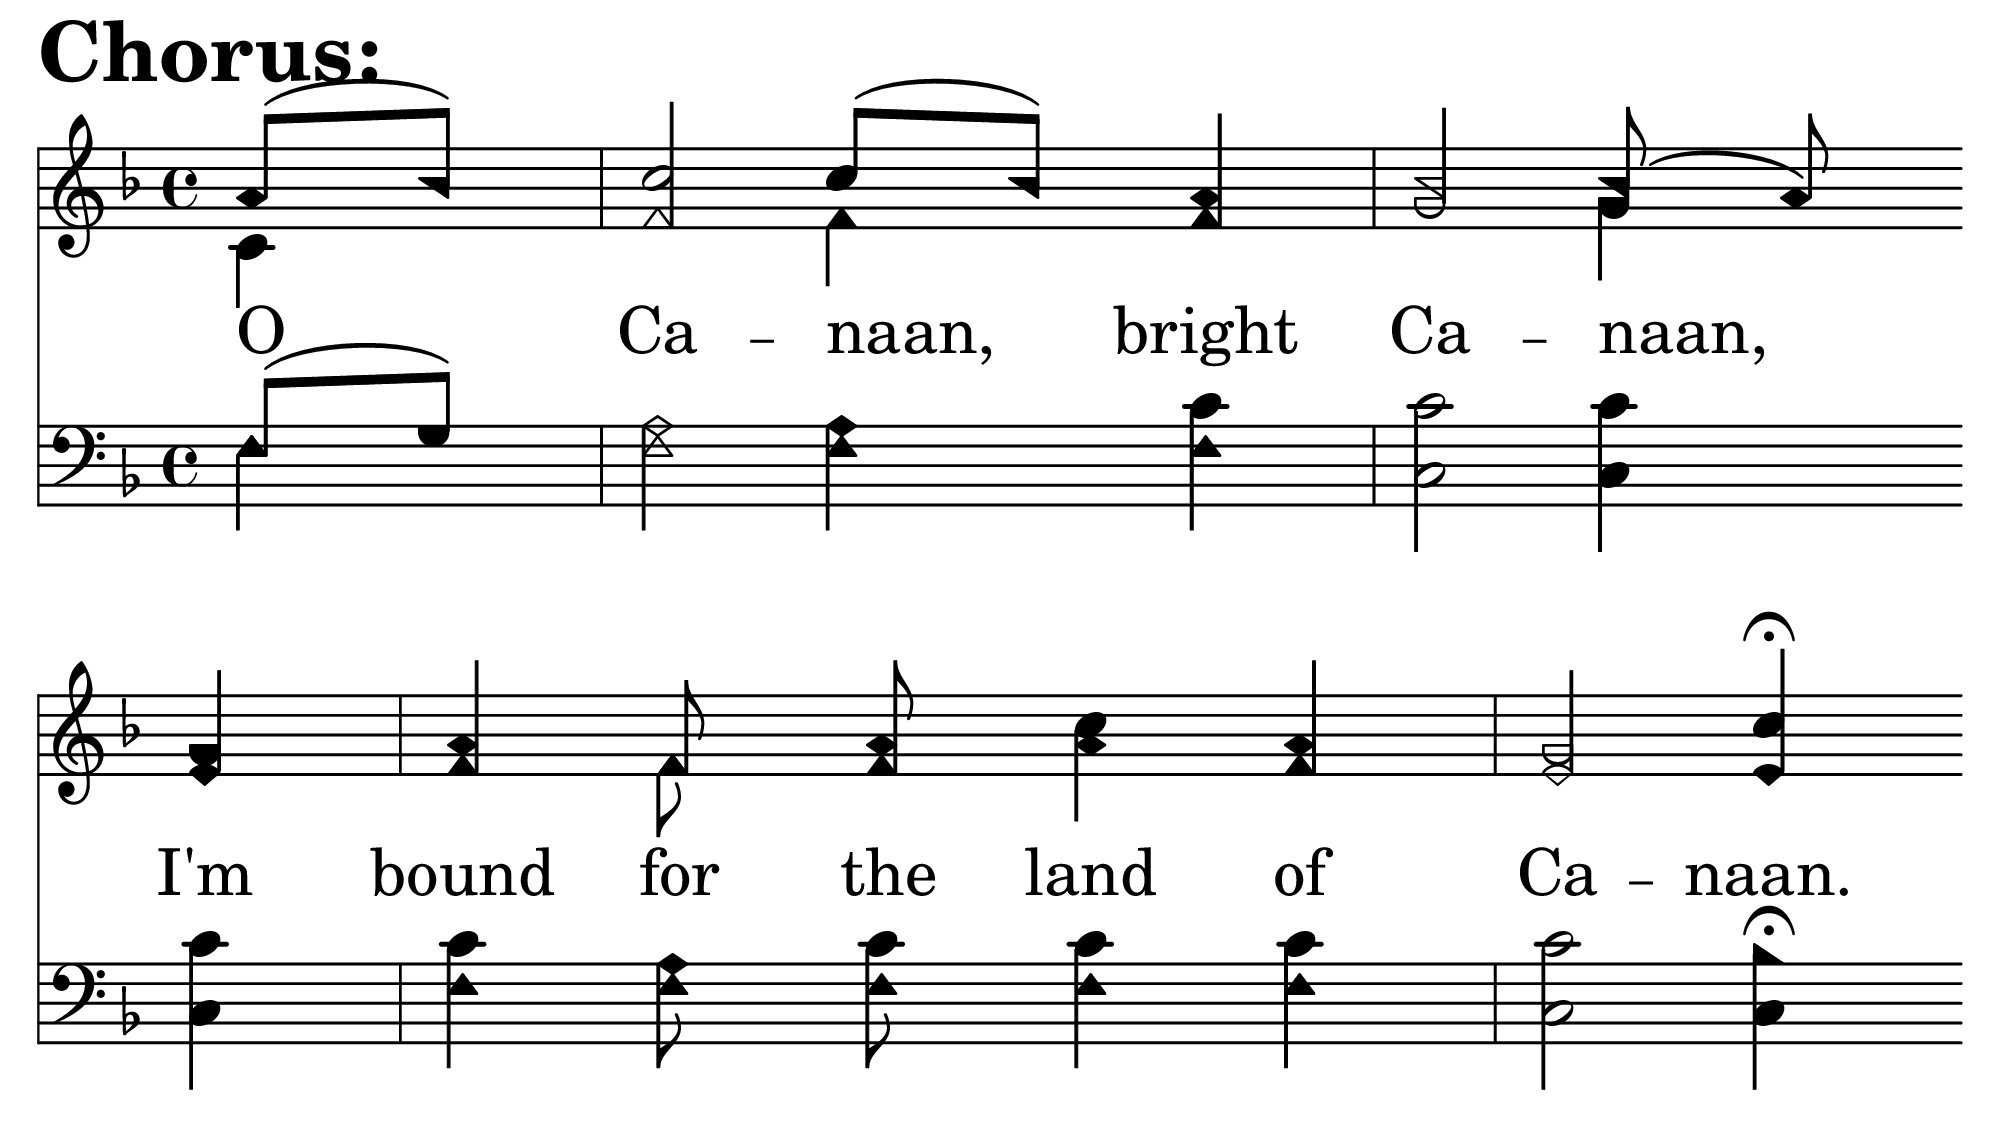 Chorus:
O Ca – naan, bright Ca – naan,
I'm bound for the land of Ca – naan.